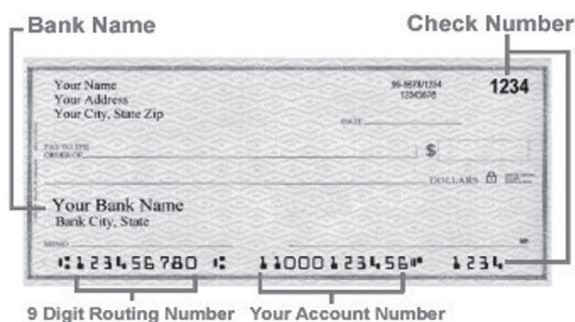 Bank Name
Check Number
Your Name
Your Address
Your City, State Zip
1234
DATE
PAY TO THE
ORDER OF
$
DOLLARS
Your Bank Name
Bank City, State
MEMO
⑆123456780⑆ 11000123456⑈ 1234
9 Digit Routing Number Your Account Number